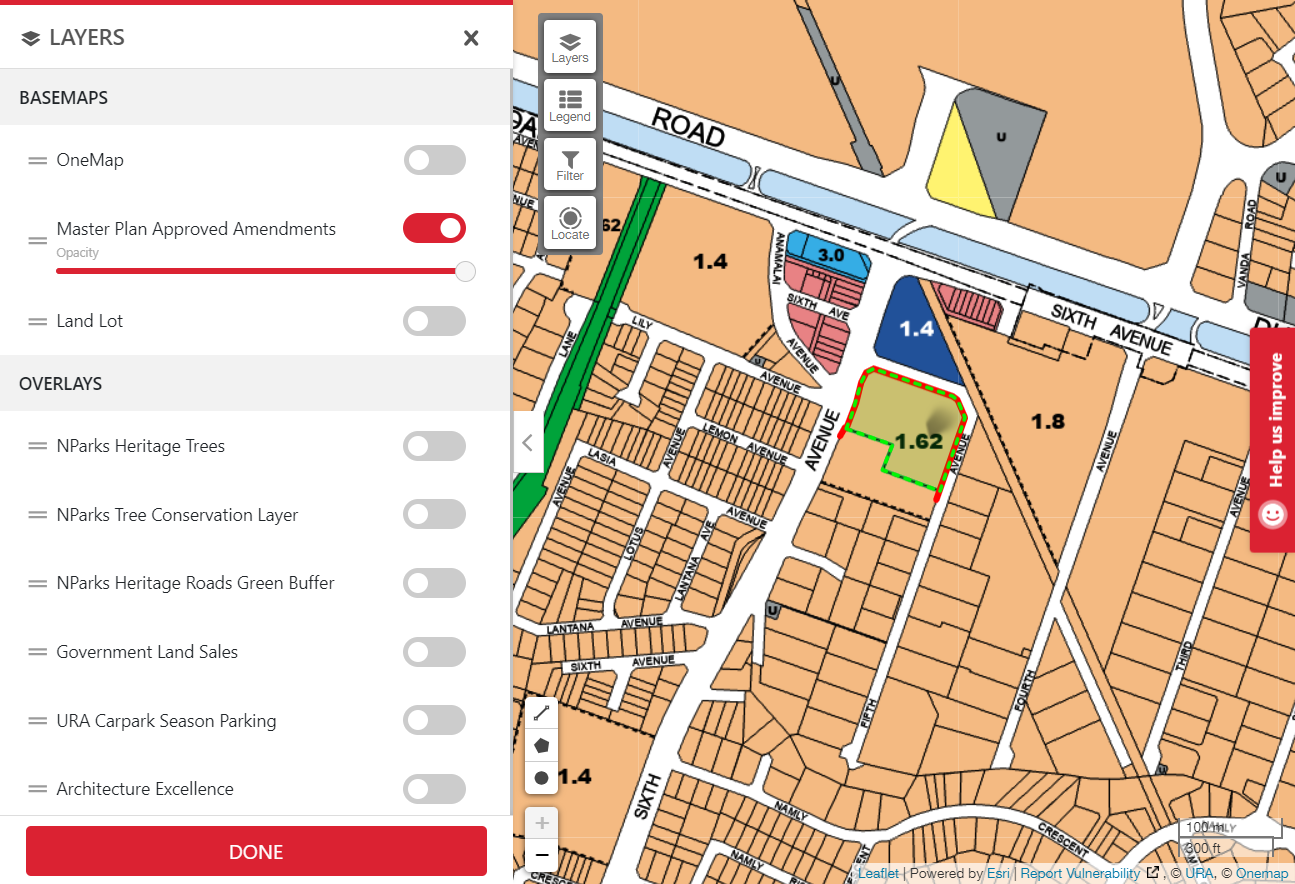 LAYERS
BASEMAPS
OneMap
Master Plan Approved Amendments
Opacity
Land Lot
OVERLAYS
NParks Heritage Trees
NParks Tree Conservation Layer
NParks Heritage Roads Green Buffer
Government Land Sales
URA Carpark Season Parking
Architecture Excellence
DONE
Layers
Legend
Filter
Locate
ROAD
U
U
U
ROAD
VANDA
62
1.4
ANAMALAI
3.0
SIXTH AVE
AVENUE
1.4
SIXTH AVENUE
LILY
AVENUE
LANE
1.62
AVENUE
AVENUE
1.8
AVENUE
AVENUE
LEMON AVENUE
AVENUE
LASIA
AVENUE
AVENUE
LOTUS
LANTANA AVE
U
LANTANA AVENUE
SIXTH AVENUE
FIFTH
FOURTH
THIRD
1.4
SIXTH
NAMLY
CRESCENT
NAMLY
NAMLY
CRESCENT
Help us improve
+
−
100 m
300 ft
Leaflet | Powered by Esri | Report Vulnerability , © URA, © Onemap